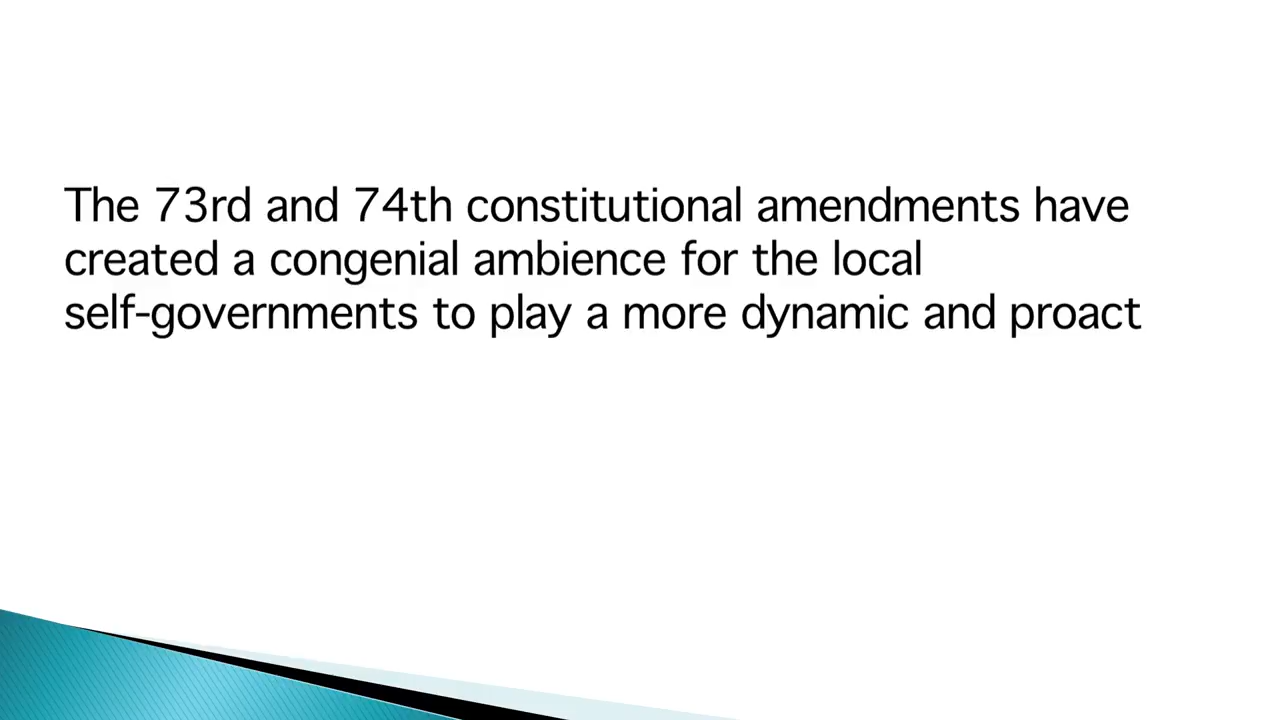 The 73rd and 74th constitutional amendments have
created a congenial ambience for the local
self-governments to play a more dynamic and proact